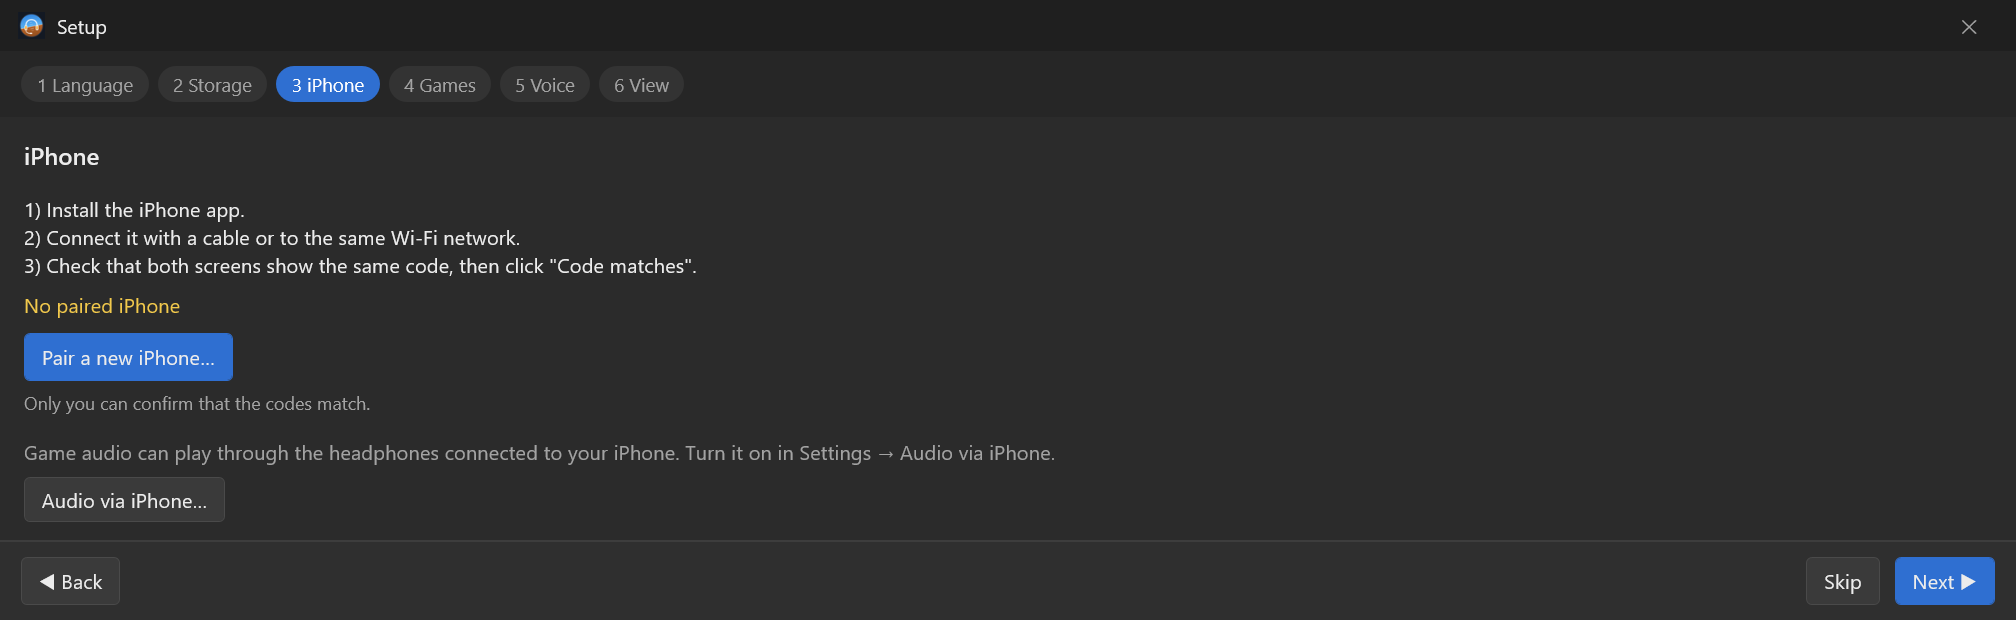 Setup
1 Language
2 Storage
3 iPhone
4 Games
5 Voice
6 View
iPhone
1) Install the iPhone app.
2) Connect it with a cable or to the same Wi-Fi network.
3) Check that both screens show the same code, then click "Code matches".
No paired iPhone
Pair a new iPhone...
Only you can confirm that the codes match.
Game audio can play through the headphones connected to your iPhone. Turn it on in Settings → Audio via iPhone.
Audio via iPhone...
◀ Back
Skip
Next ▶